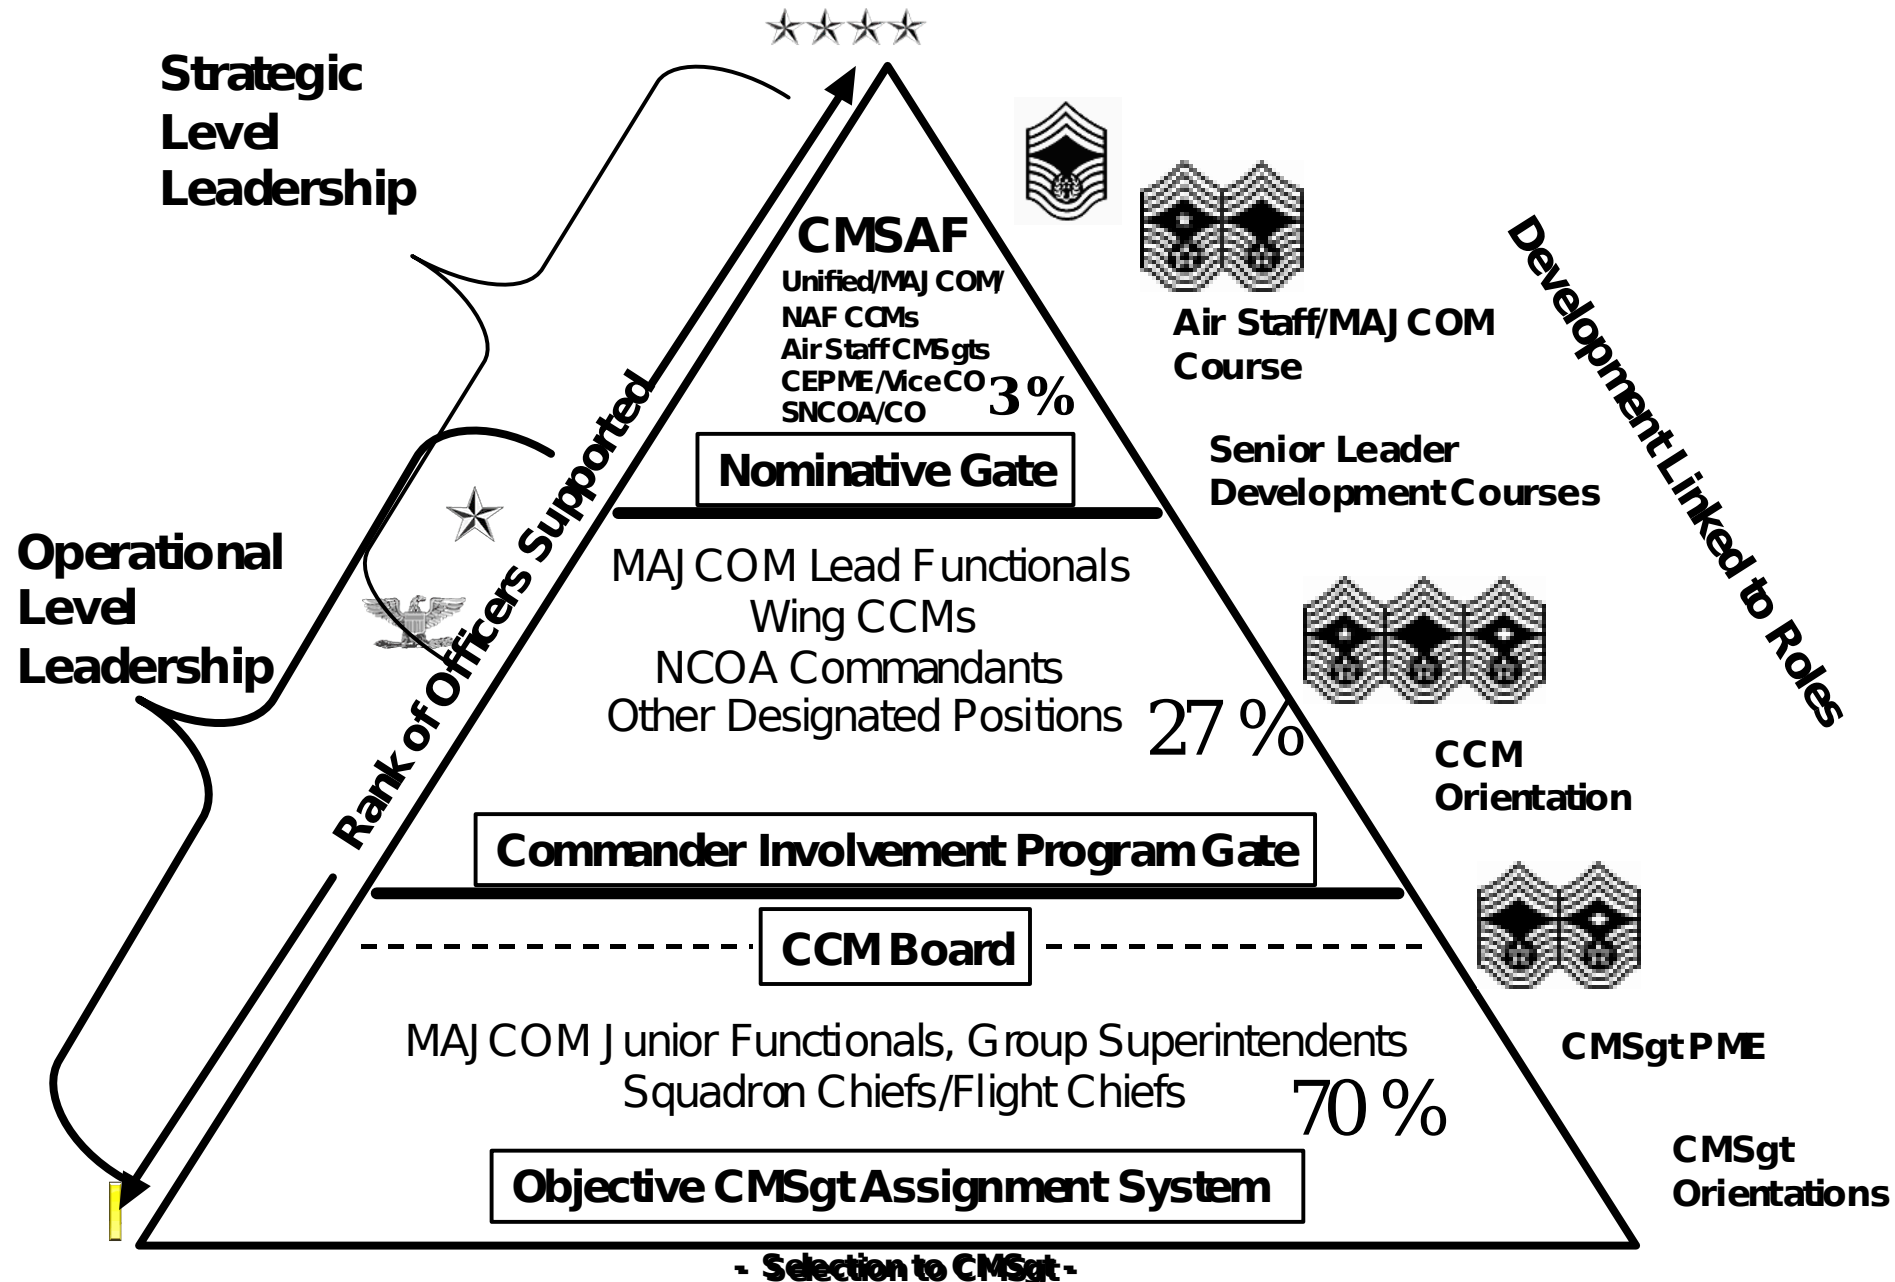 Strategic
Level
Leadership
CMSAF
Unified/MAJCOM/
NAF CCMs
Air Staff CMSgts
CEPME/Vice CO
SNCOA/CO
3%
Nominative Gate
Air Staff/MAJCOM
Course
Senior Leader
Development Courses
Development Linked to Roles
Rank of Officers Supported
Operational
Level
Leadership
MAJCOM Lead Functionals
Wing CCMs
NCOA Commandants
Other Designated Positions
27%
CCM
Orientation
Commander Involvement Program Gate
CCM Board
MAJCOM Junior Functionals, Group Superintendents
Squadron Chiefs/Flight Chiefs
70%
CMSgt PME
Objective CMSgt Assignment System
CMSgt
Orientations
- Selection to CMSgt -